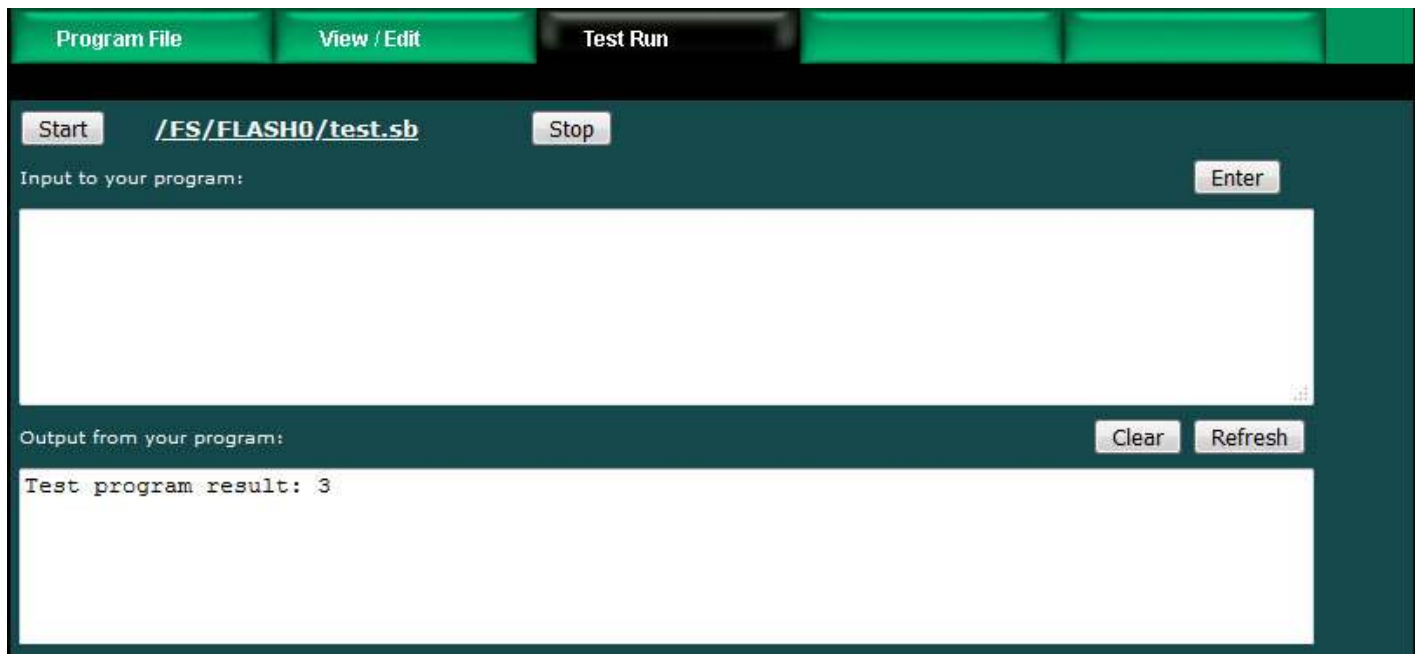 Program File View / Edit Test Run
Start /FS/FLASH0/test.sb Stop
Input to your program: Enter
Output from your program: Clear Refresh
Test program result: 3